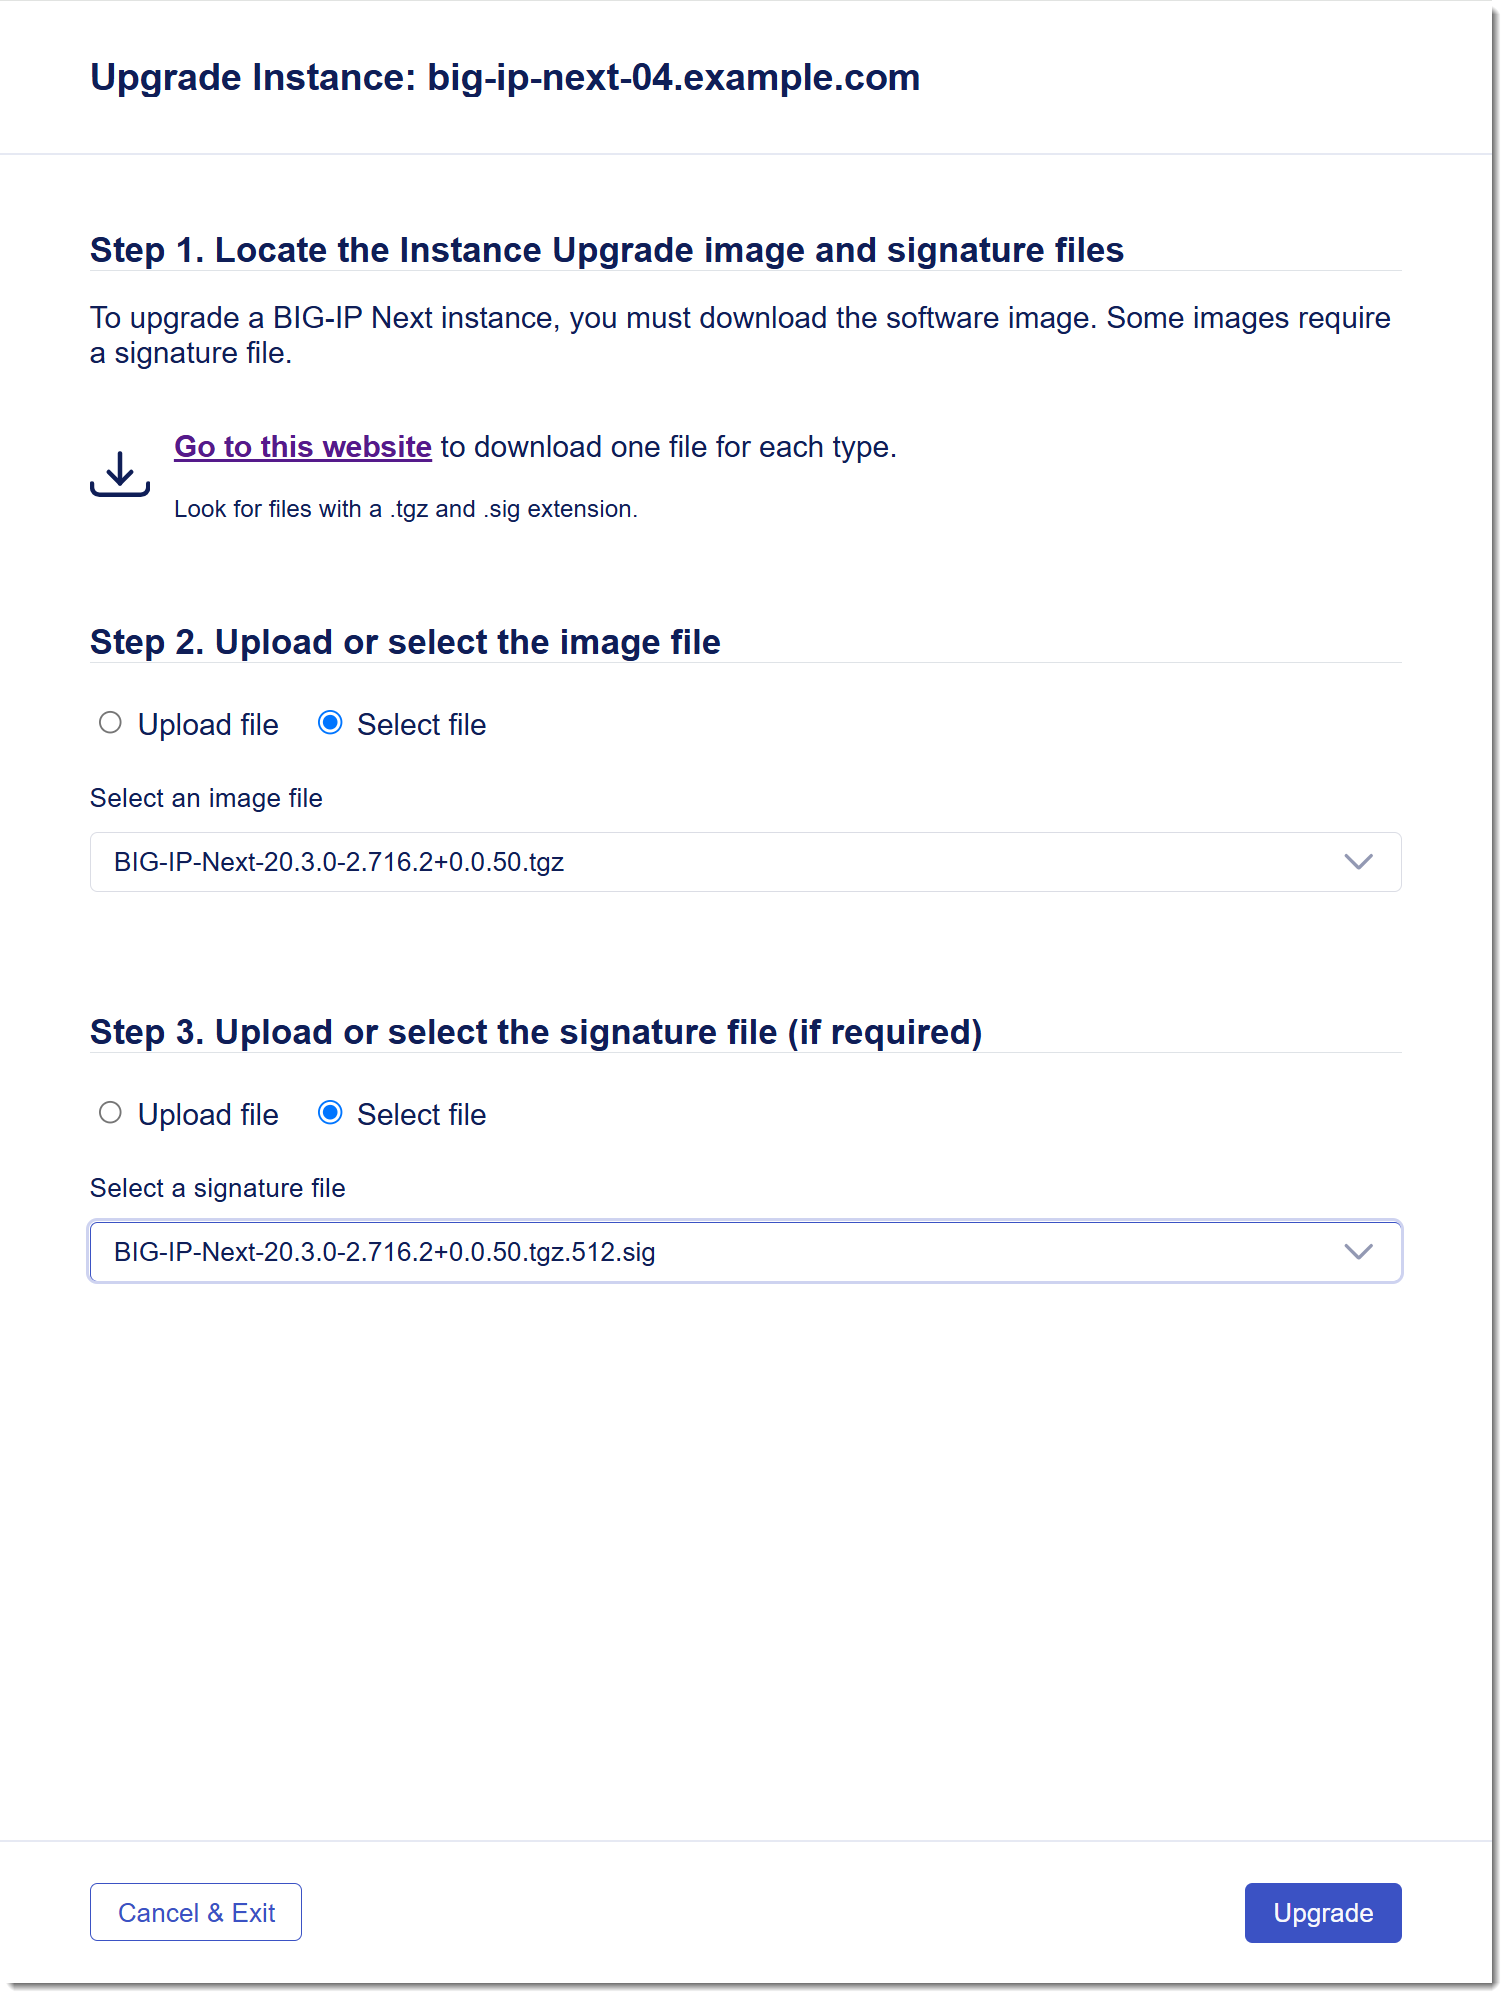 Upgrade Instance: big-ip-next-04.example.com
Step 1. Locate the Instance Upgrade image and signature files
To upgrade a BIG-IP Next instance, you must download the software image. Some images require
a signature file.
Go to this website to download one file for each type.
Look for files with a .tgz and .sig extension.
Step 2. Upload or select the image file
Upload file Select file
Select an image file
BIG-IP-Next-20.3.0-2.716.2+0.0.50.tgz
Step 3. Upload or select the signature file (if required)
Upload file Select file
Select a signature file
BIG-IP-Next-20.3.0-2.716.2+0.0.50.tgz.512.sig
Cancel & Exit Upgrade